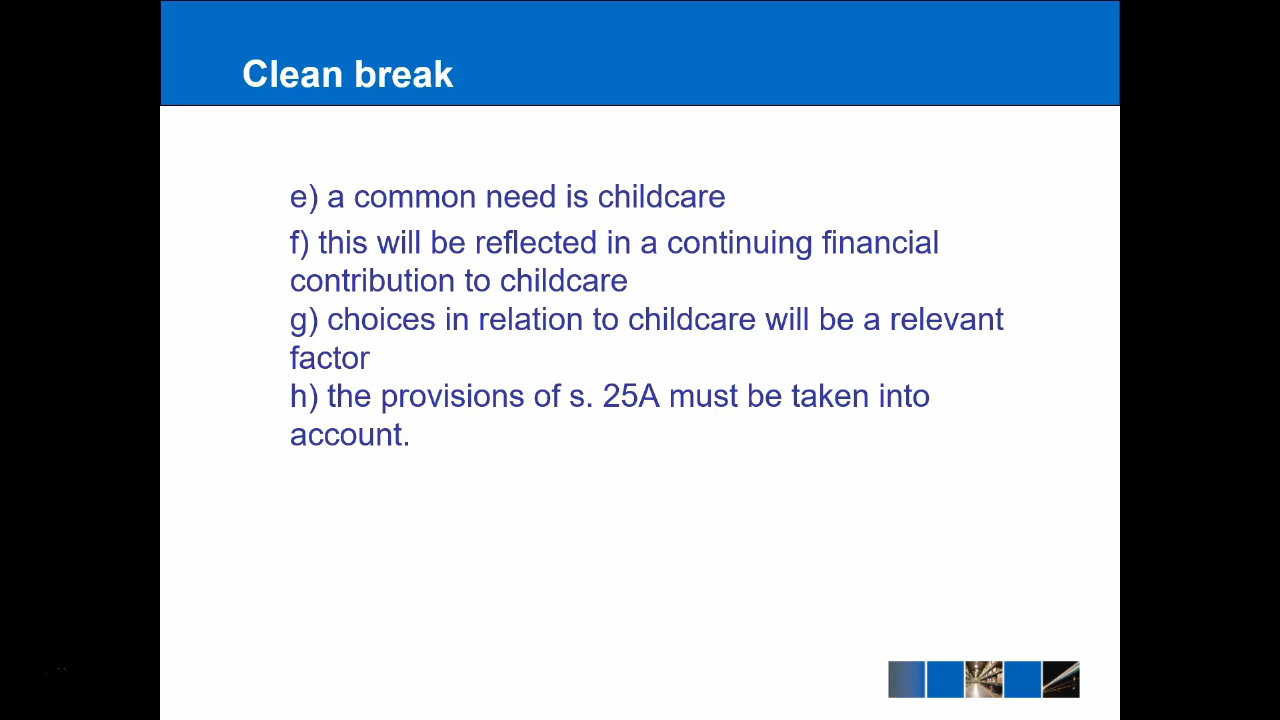 Clean break
e) a common need is childcare
f) this will be reflected in a continuing financial
contribution to childcare
g) choices in relation to childcare will be a relevant
factor
h) the provisions of s. 25A must be taken into
account.